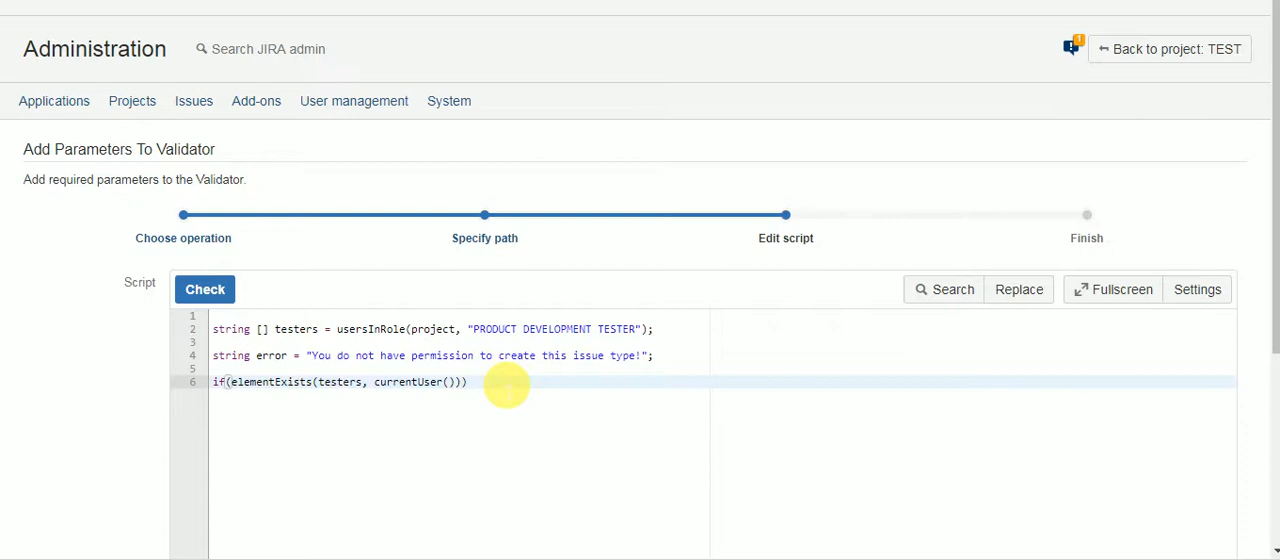 Administration Search JIRA admin 1 Back to project: TEST
Applications Projects Issues Add-ons User management System
Add Parameters To Validator
Add required parameters to the Validator.
Choose operation Specify path Edit script Finish
Script Check Search Replace Fullscreen Settings
1
2 string [] testers = usersInRole(project, "PRODUCT DEVELOPMENT TESTER");
3
4 string error = "You do not have permission to create this issue type!";
5
6 if(elementExists(testers, currentUser()))